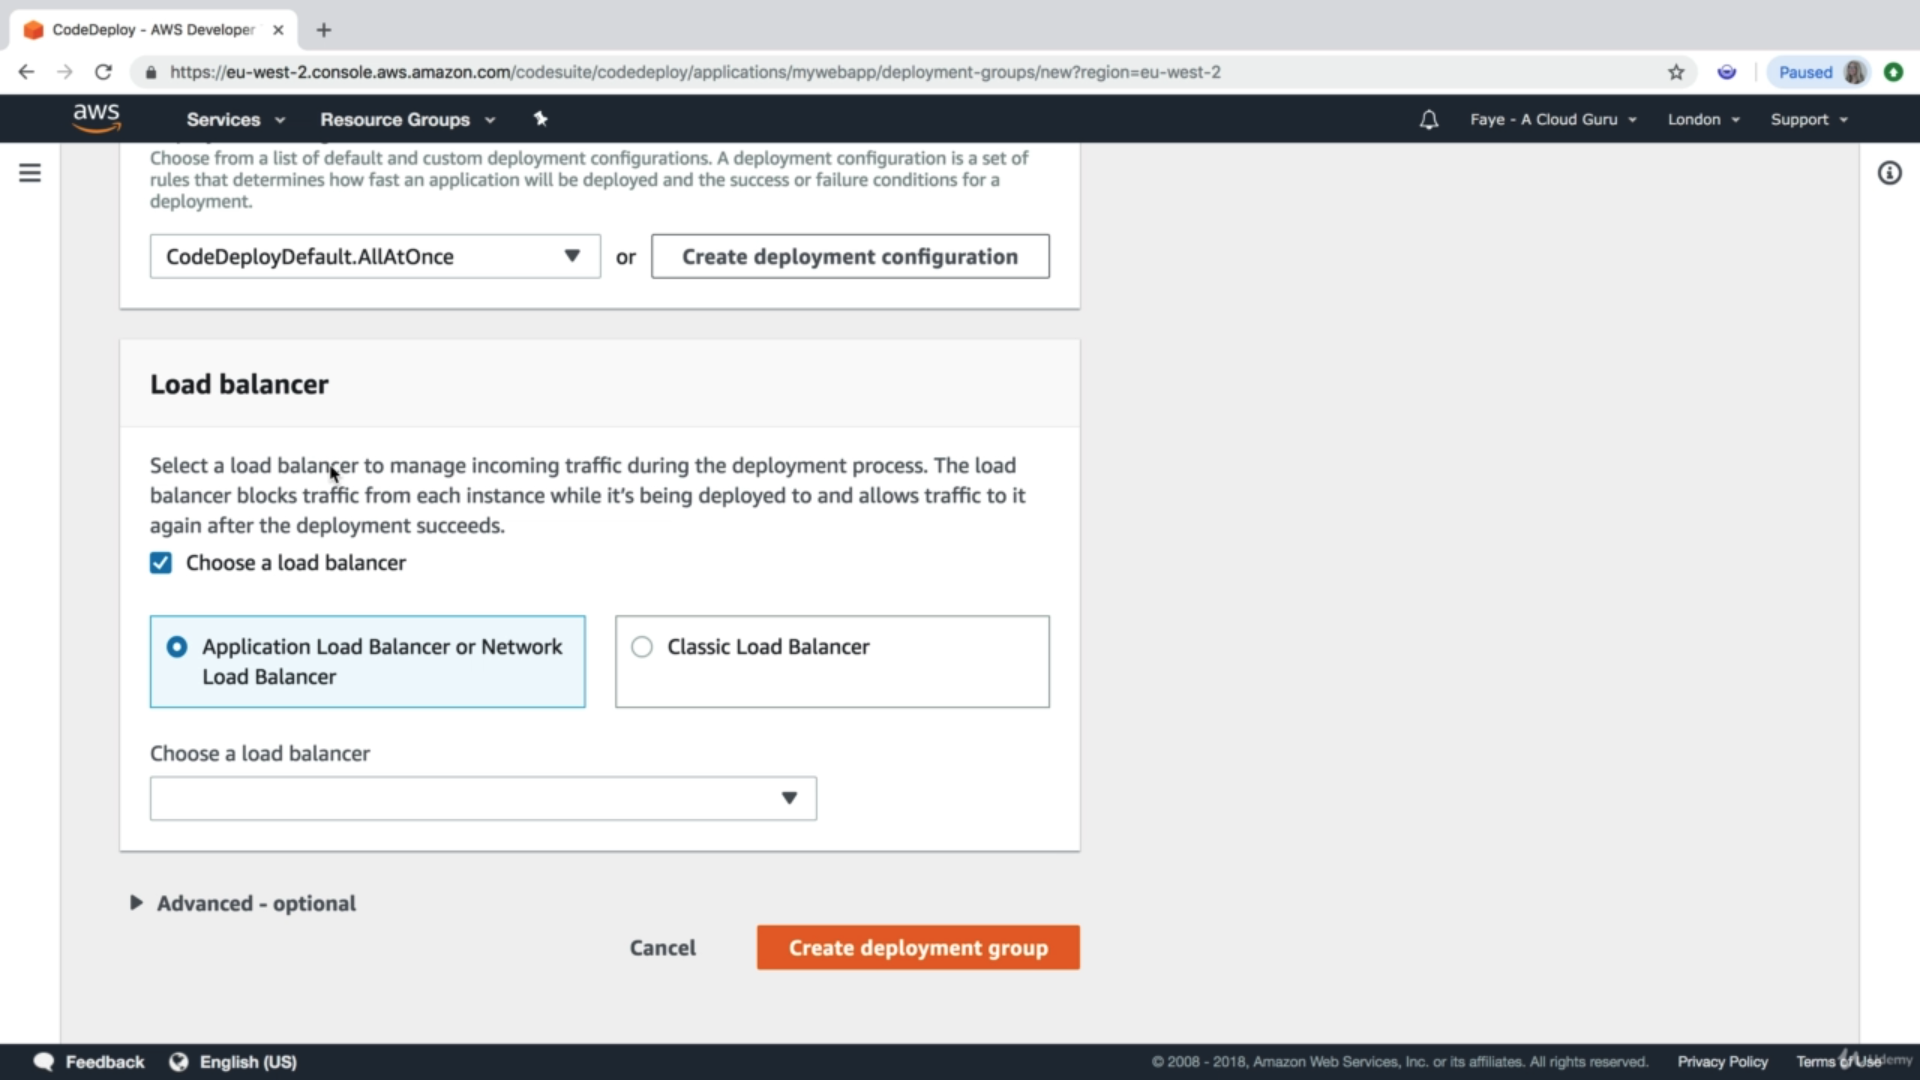 CodeDeploy - AWS Developer
https://eu-west-2.console.aws.amazon.com/codesuite/codedeploy/applications/mywebapp/deployment-groups/new?region=eu-west-2
Paused
aws
Services
Resource Groups
Faye - A Cloud Guru
London
Support
Choose from a list of default and custom deployment configurations. A deployment configuration is a set of
rules that determines how fast an application will be deployed and the success or failure conditions for a
deployment.
CodeDeployDefault.AllAtOnce
or
Create deployment configuration
Load balancer
Select a load balancer to manage incoming traffic during the deployment process. The load
balancer blocks traffic from each instance while it's being deployed to and allows traffic to it
again after the deployment succeeds.
Choose a load balancer
Application Load Balancer or Network
Load Balancer
Classic Load Balancer
Choose a load balancer
Advanced - optional
Cancel
Create deployment group
Feedback
English (US)
© 2008 - 2018, Amazon Web Services, Inc. or its affiliates. All rights reserved.
Privacy Policy
Terms of Use